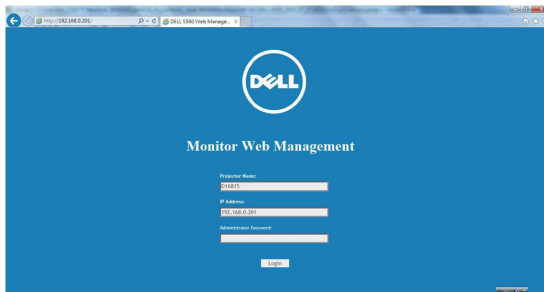 http://192.168.0.201/
DELL S560 Web Manage...
DELL
Monitor Web Management
Projector Name:
D16815
IP Address:
192.168.0.201
Administrator Password:
Login